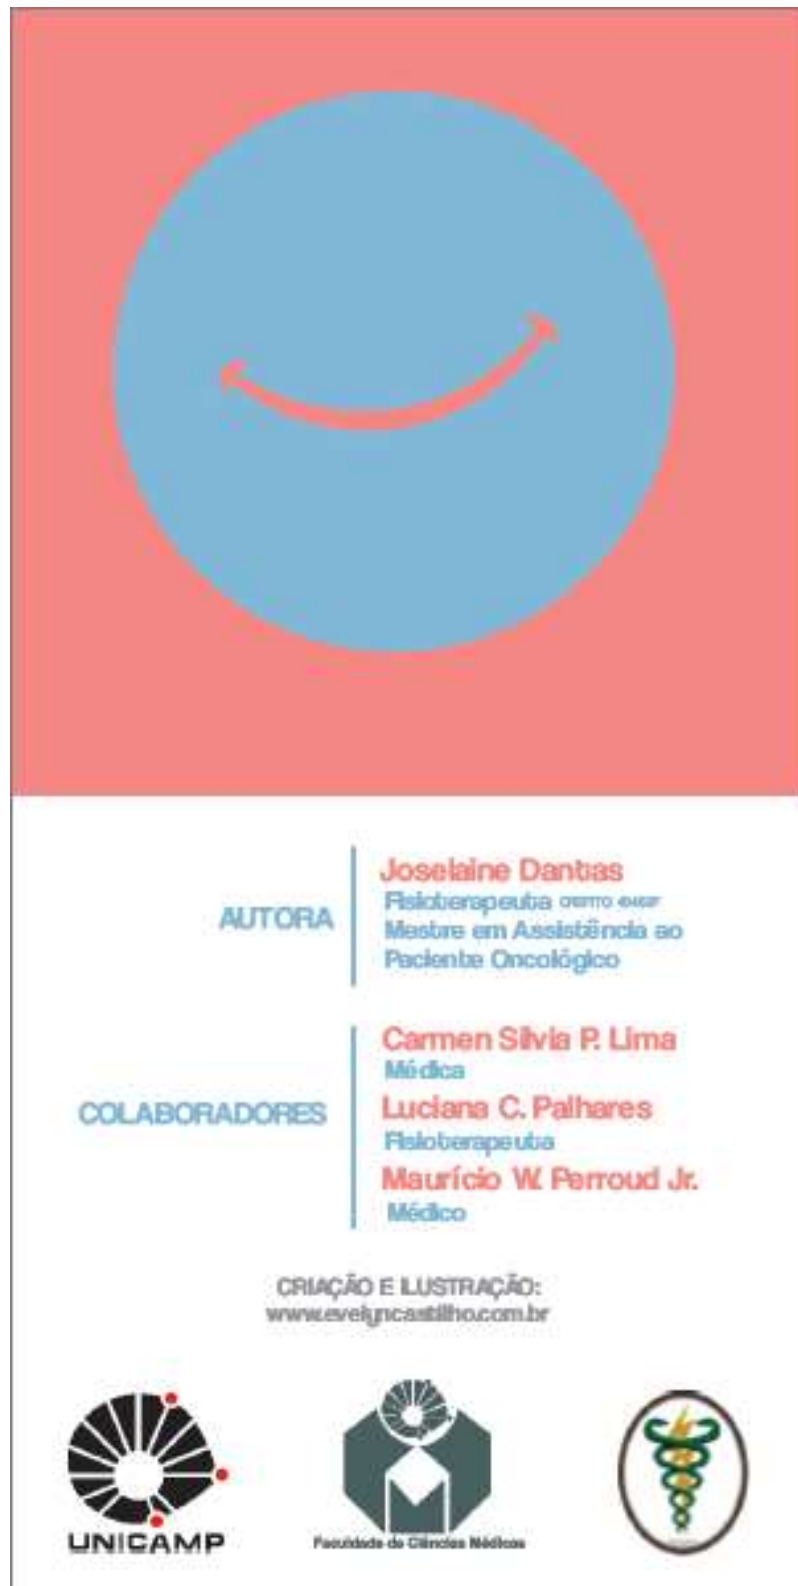 AUTORA
Joselaine Dantas
Fisioterapeuta
Mestre em Assistência ao
Paciente Oncológico
COLABORADORES
Carmen Silvia P. Lima
Médica
Luciana C. Palhares
Fisioterapeuta
Maurício W. Perroud Jr.
Médico
CRIAÇÃO E ILUSTRAÇÃO:
www.evelyncastilho.com.br
UNICAMP
Faculdade de Ciências Médicas